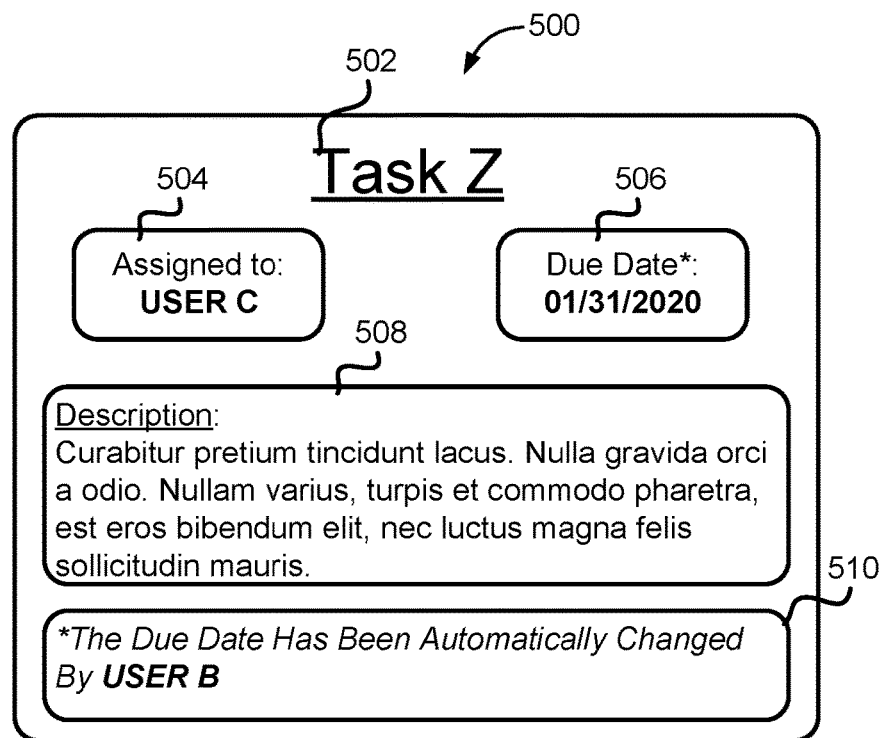 500
502
Task Z
504
506
Assigned to:
USER C
Due Date*:
01/31/2020
508
Description:
Curabitur pretium tincidunt lacus. Nulla gravida orci
a odio. Nullam varius, turpis et commodo pharetra,
est eros bibendum elit, nec luctus magna felis
sollicitudin mauris.
510
*The Due Date Has Been Automatically Changed
By USER B